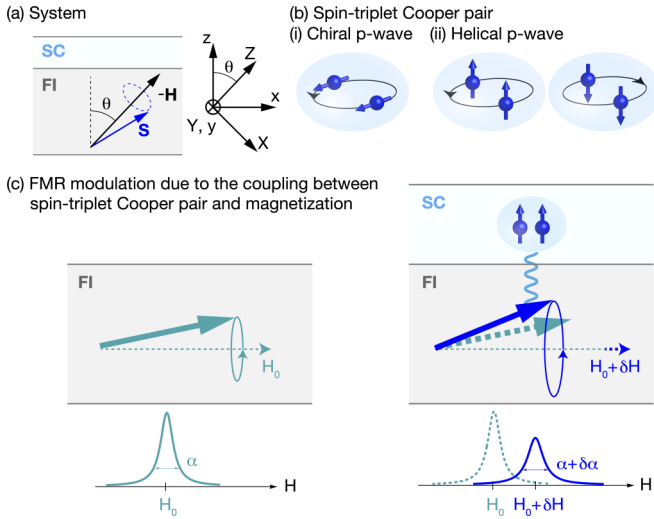 (a) System
SC
FI
θ
-H
S
z
Z
θ
x
Y, y
X
(b) Spin-triplet Cooper pair
(i) Chiral p-wave
(ii) Helical p-wave
(c) FMR modulation due to the coupling between
spin-triplet Cooper pair and magnetization
FI
H₀
α
H
H₀
SC
FI
H₀+δH
α+δα
H
H₀
H₀+δH